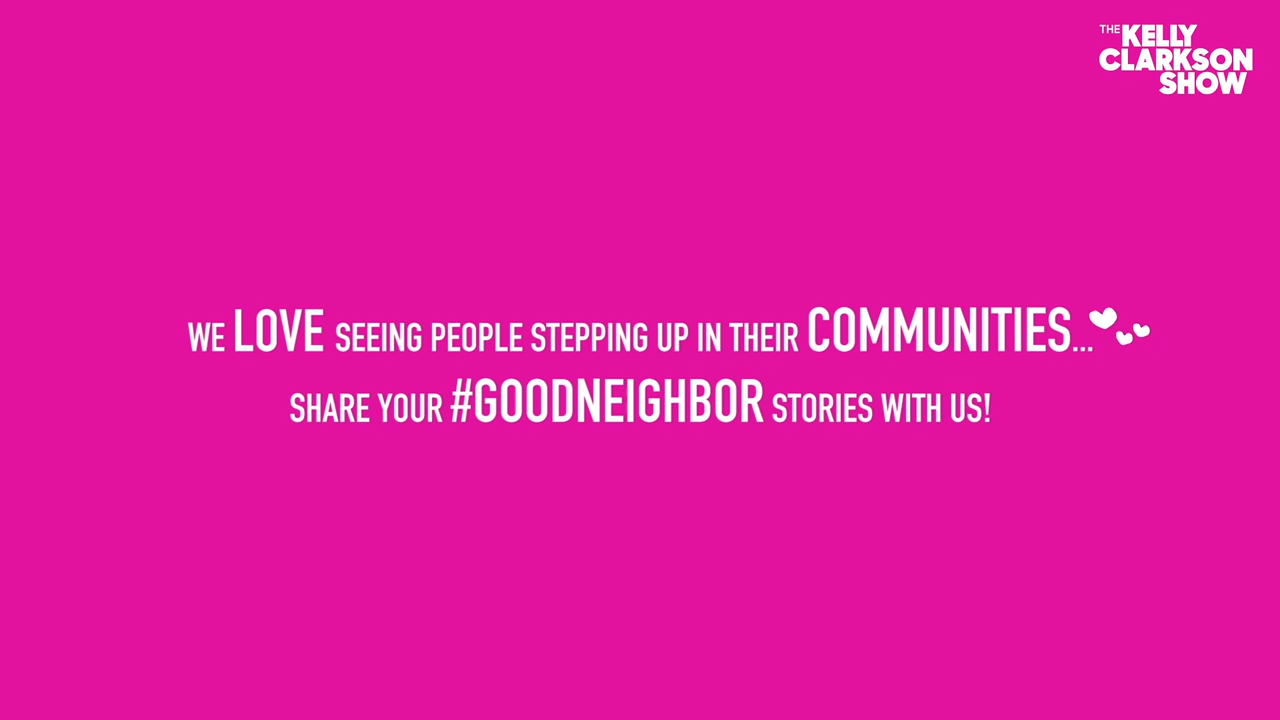 THE KELLY
CLARKSON
SHOW
WE LOVE SEEING PEOPLE STEPPING UP IN THEIR COMMUNITIES...
SHARE YOUR #GOODNEIGHBOR STORIES WITH US!